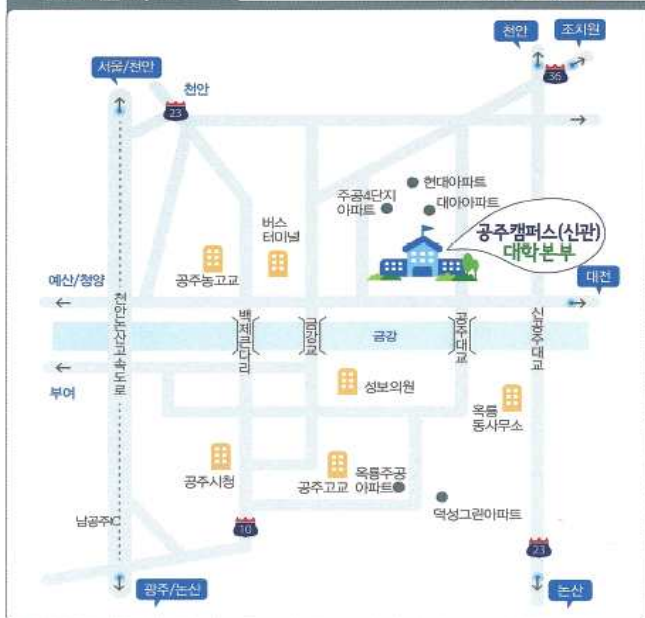 천안
조치원
서울/천안
36
천안
23
현대아파트
주공4단지
아파트
대아아파트
공주캠퍼스(신관)
대학본부
버스
터미널
공주농고교
예산/청양
대전
천안논산고속도로
백제큰다리
금강교
금강
공주대교
신공주대교
부여
성보의원
옥룡
동사무소
공주시청
공주고교
옥룡주공
아파트
덕성그린아파트
남공주IC
10
23
광주/논산
논산